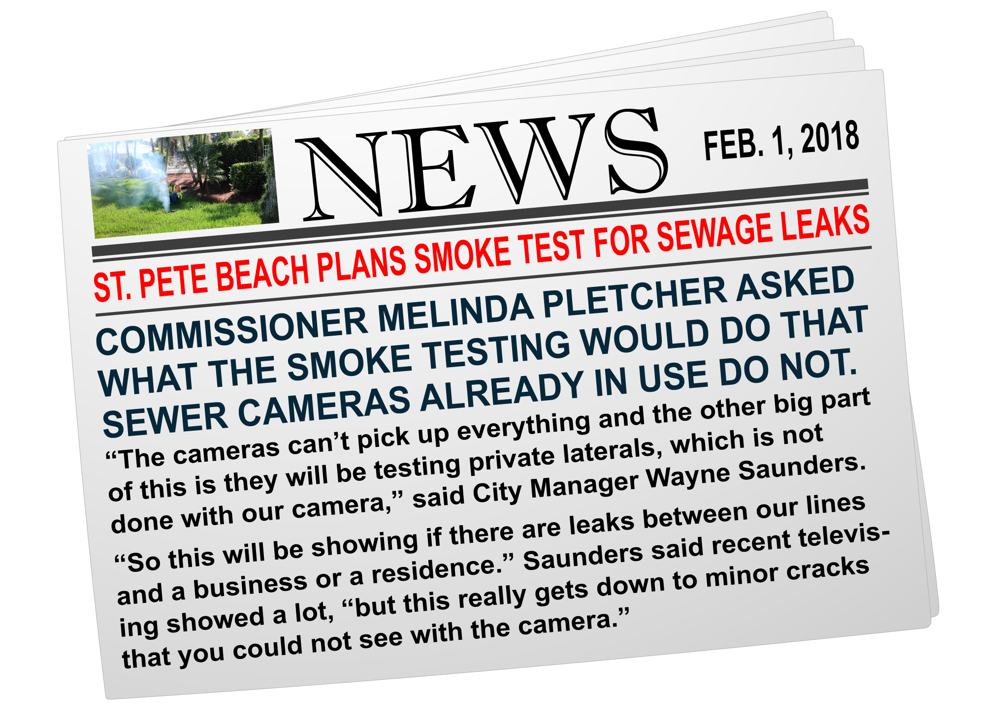 NEWS
FEB. 1, 2018
ST. PETE BEACH PLANS SMOKE TEST FOR SEWAGE LEAKS
COMMISSIONER MELINDA PLETCHER ASKED
WHAT THE SMOKE TESTING WOULD DO THAT
SEWER CAMERAS ALREADY IN USE DO NOT.
“The cameras can’t pick up everything and the other big part
of this is they will be testing private laterals, which is not
done with our camera,” said City Manager Wayne Saunders.
“So this will be showing if there are leaks between our lines
and a business or a residence.” Saunders said recent televis-
ing showed a lot, “but this really gets down to minor cracks
that you could not see with the camera.”